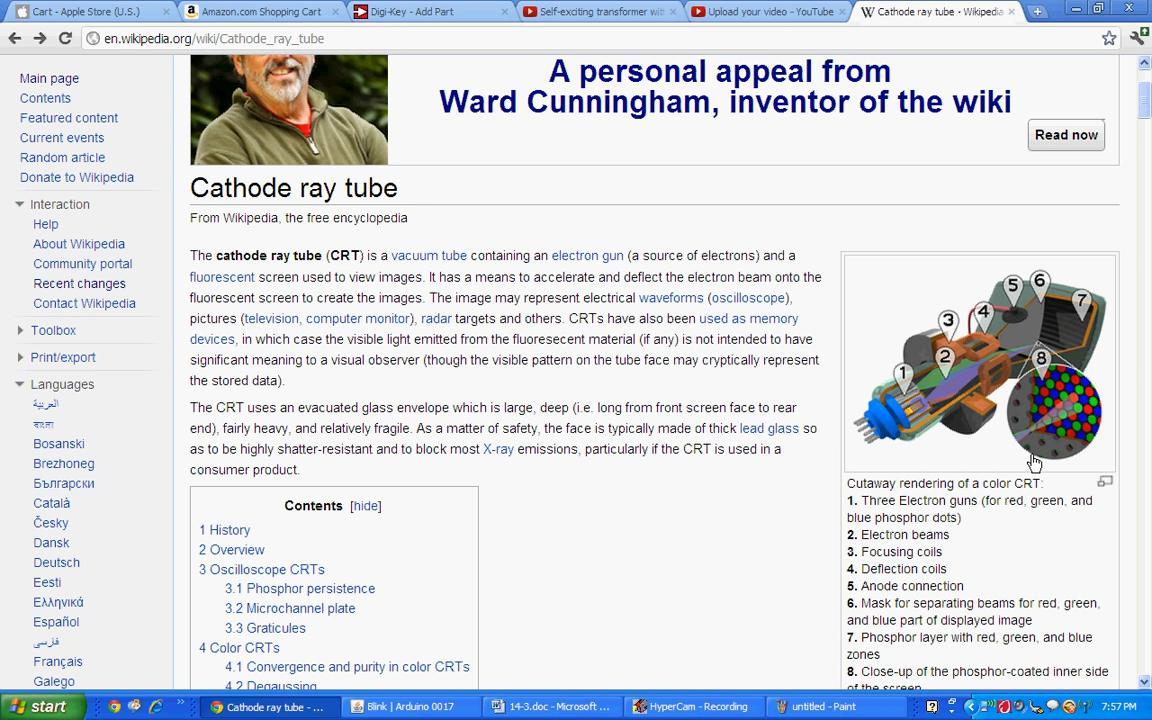 Cart - Apple Store (U.S.)
Amazon.com Shopping Cart
Digi-Key - Add Part
Self-exciting transformer wit
Upload your video - YouTube
Cathode ray tube - Wikipedia
en.wikipedia.org/wiki/Cathode_ray_tube
Main page
Contents
Featured content
Current events
Random article
Donate to Wikipedia
Interaction
Help
About Wikipedia
Community portal
Recent changes
Contact Wikipedia
Toolbox
Print/export
Languages
العربية
বাংলা
Bosanski
Brezhoneg
Български
Català
Česky
Dansk
Deutsch
Eesti
Ελληνικά
Español
فارسی
Français
Galego
A personal appeal from
Ward Cunningham, inventor of the wiki
Read now
Cathode ray tube
From Wikipedia, the free encyclopedia
The cathode ray tube (CRT) is a vacuum tube containing an electron gun (a source of electrons) and a
fluorescent screen used to view images. It has a means to accelerate and deflect the electron beam onto the
fluorescent screen to create the images. The image may represent electrical waveforms (oscilloscope),
pictures (television, computer monitor), radar targets and others. CRTs have also been used as memory
devices, in which case the visible light emitted from the fluoresecent material (if any) is not intended to have
significant meaning to a visual observer (though the visible pattern on the tube face may cryptically represent
the stored data).
The CRT uses an evacuated glass envelope which is large, deep (i.e. long from front screen face to rear
end), fairly heavy, and relatively fragile. As a matter of safety, the face is typically made of thick lead glass so
as to be highly shatter-resistant and to block most X-ray emissions, particularly if the CRT is used in a
consumer product.
Contents [hide]
1 History
2 Overview
3 Oscilloscope CRTs
3.1 Phosphor persistence
3.2 Microchannel plate
3.3 Graticules
4 Color CRTs
4.1 Convergence and purity in color CRTs
4.2 Degaussing
1
2
3
4
5
6
7
8
Cutaway rendering of a color CRT:
1. Three Electron guns (for red, green, and
blue phosphor dots)
2. Electron beams
3. Focusing coils
4. Deflection coils
5. Anode connection
6. Mask for separating beams for red, green,
and blue part of displayed image
7. Phosphor layer with red, green, and blue
zones
8. Close-up of the phosphor-coated inner side
of the screen
start
Cathode ray tube - ...
Blink | Arduino 0017
14-3.doc - Microsoft ...
HyperCam - Recording
untitled - Paint
7:57 PM